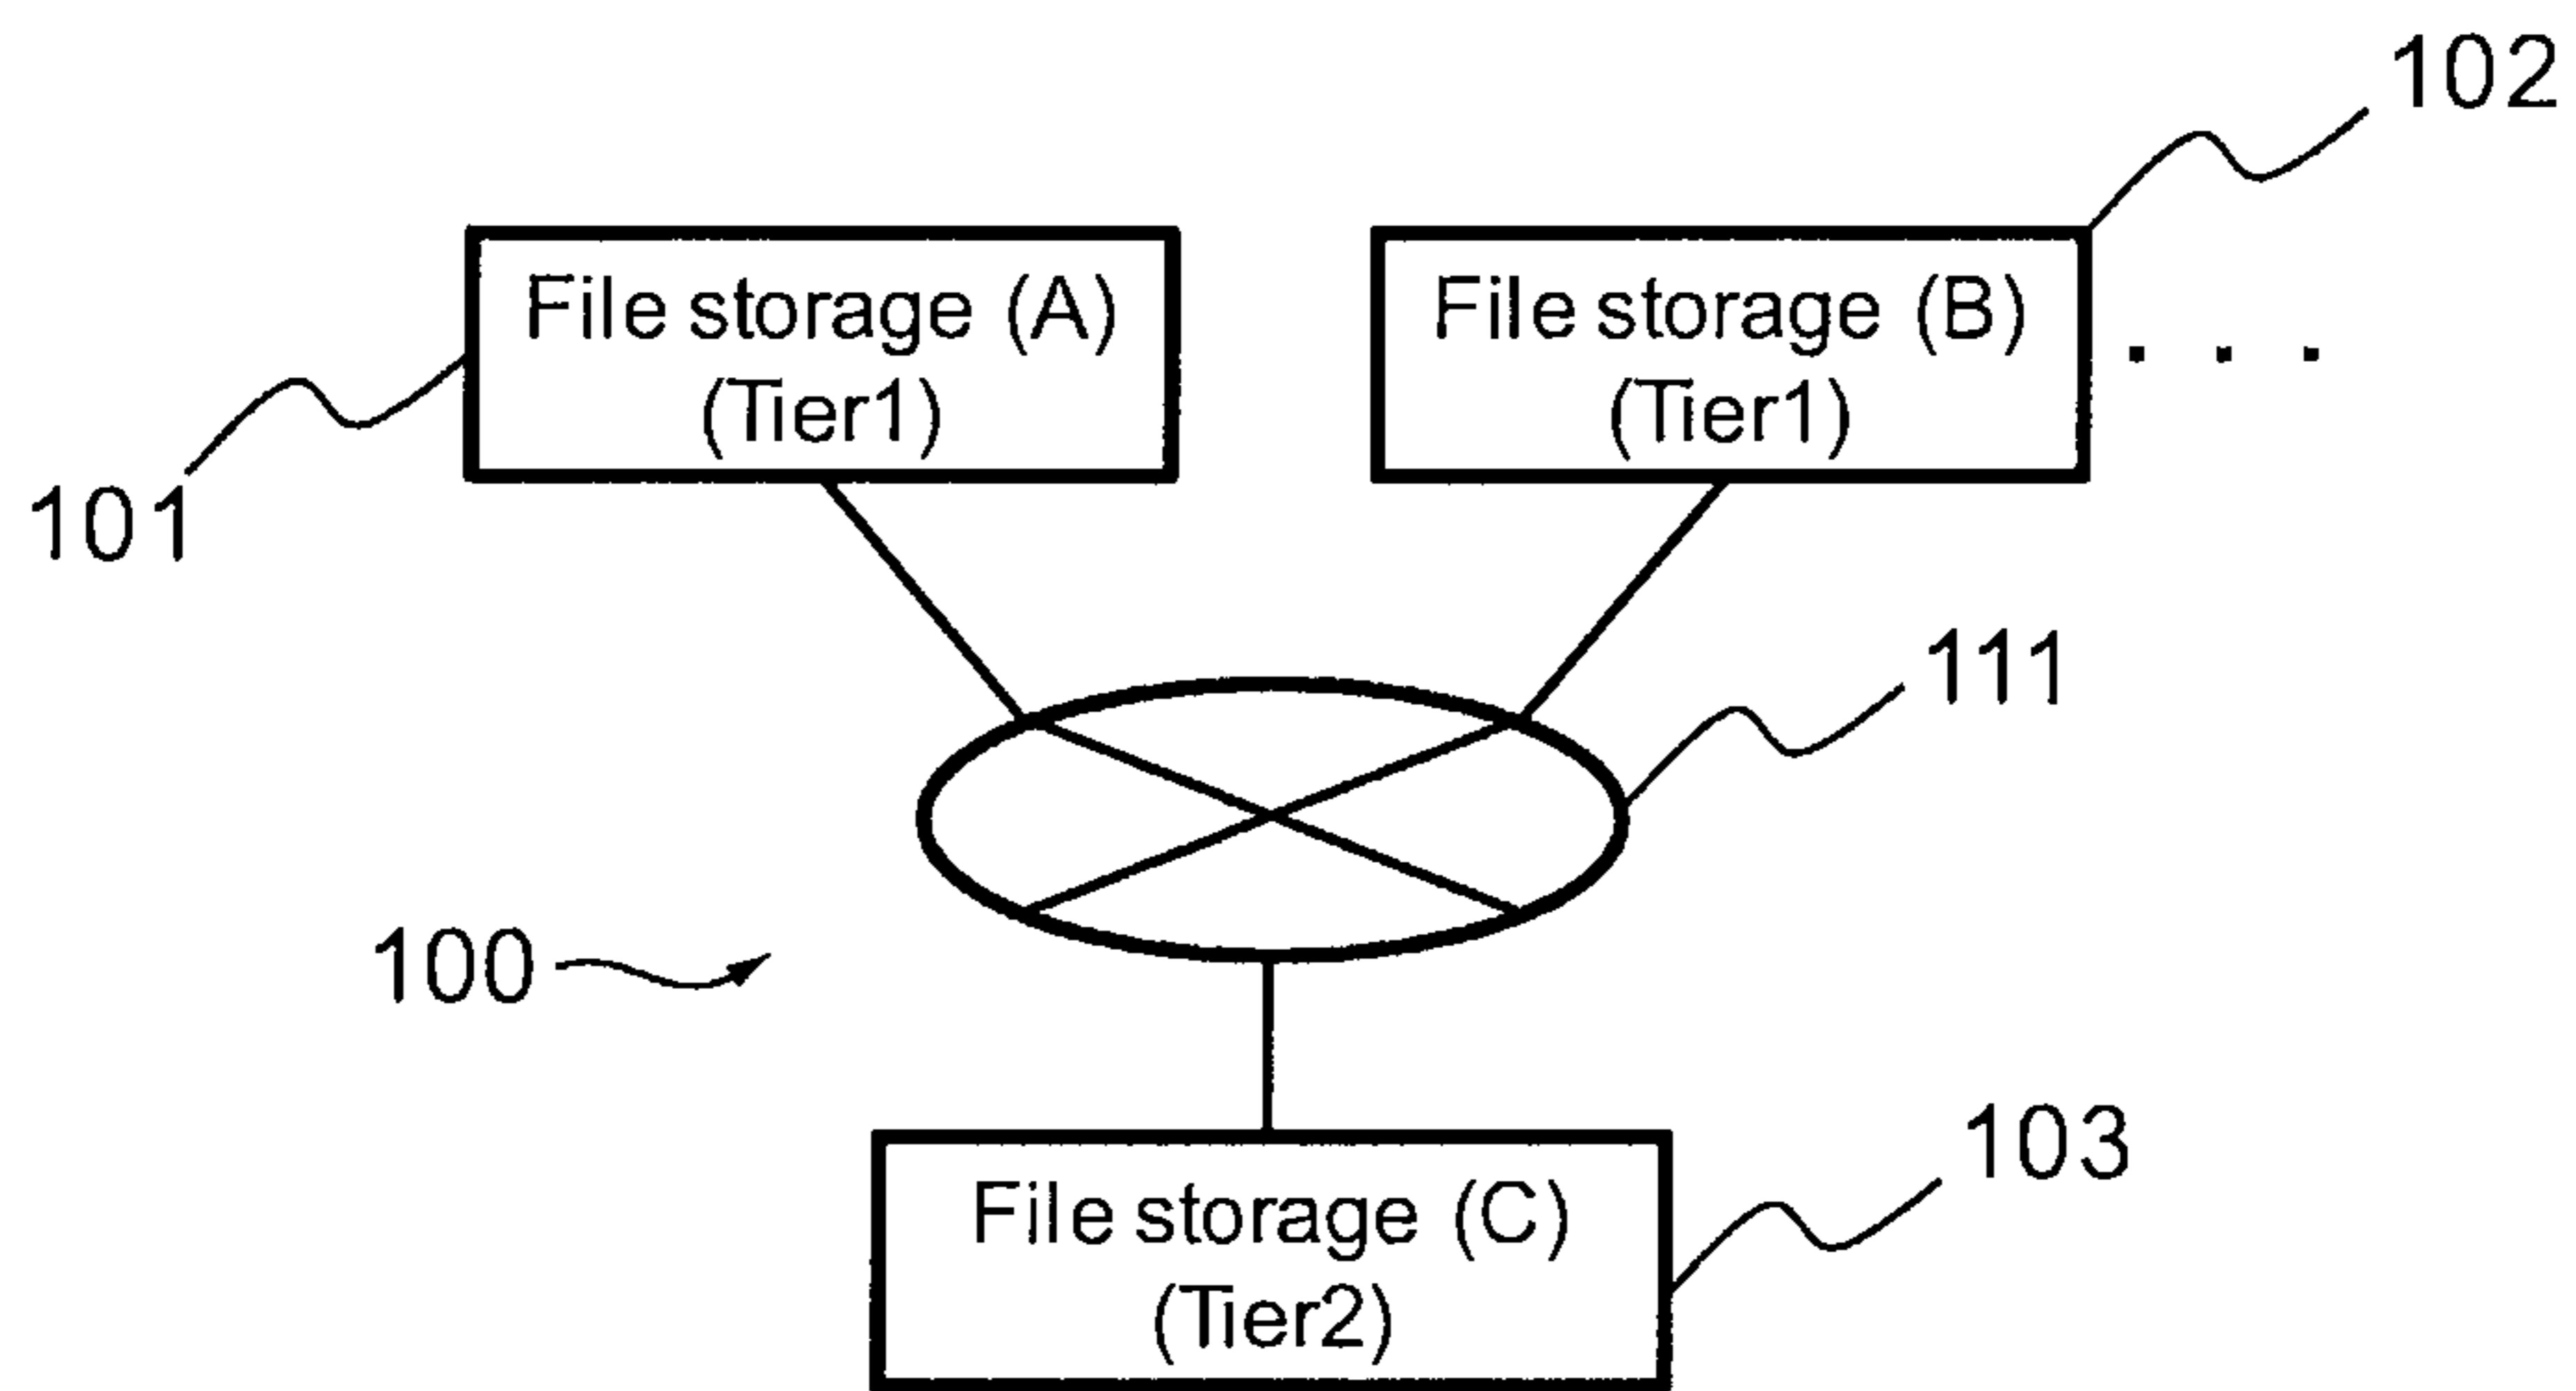 102
File storage (A)
(Tier1)
File storage (B)
(Tier1)
. . .
101
111
100
103
File storage (C)
(Tier2)